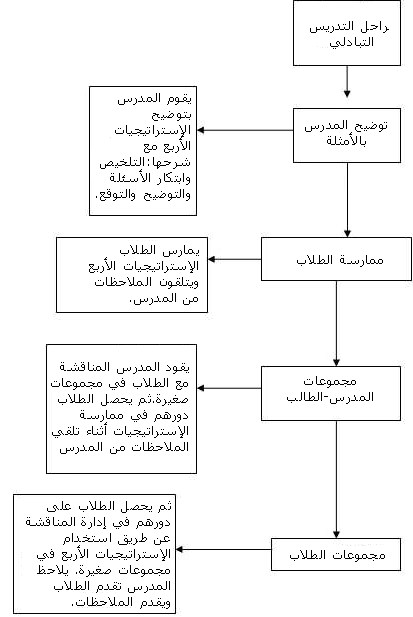 راحل التدريس
التبادلي
توضيح المدرس
بالأمثلة
يقوم المدرس
بتوضيح
الإستراتيجيات
الأربع مع
شرحها:التلخيص
وابتكار الأسئلة
والتوضيح والتوقع.
ممارسة الطلاب
يمارس الطلاب
الإستراتيجيات الأربع
ويتلقون الملاحظات
من المدرس.
مجموعات
المدرس-الطالب
يقود المدرس المناقشة
مع الطلاب في مجموعات
صغيرة،ثم يحصل الطلاب
دورهم في ممارسة
الإستراتيجيات أثناء تلقي
الملاحظات من المدرس
مجموعات الطلاب
ثم يحصل الطلاب على
دورهم في إدارة المناقشة
عن طريق استخدام
الإستراتيجيات الأربع في
مجموعات صغيرة. يلاحظ
المدرس تقدم الطلاب
ويقدم الملاحظات.